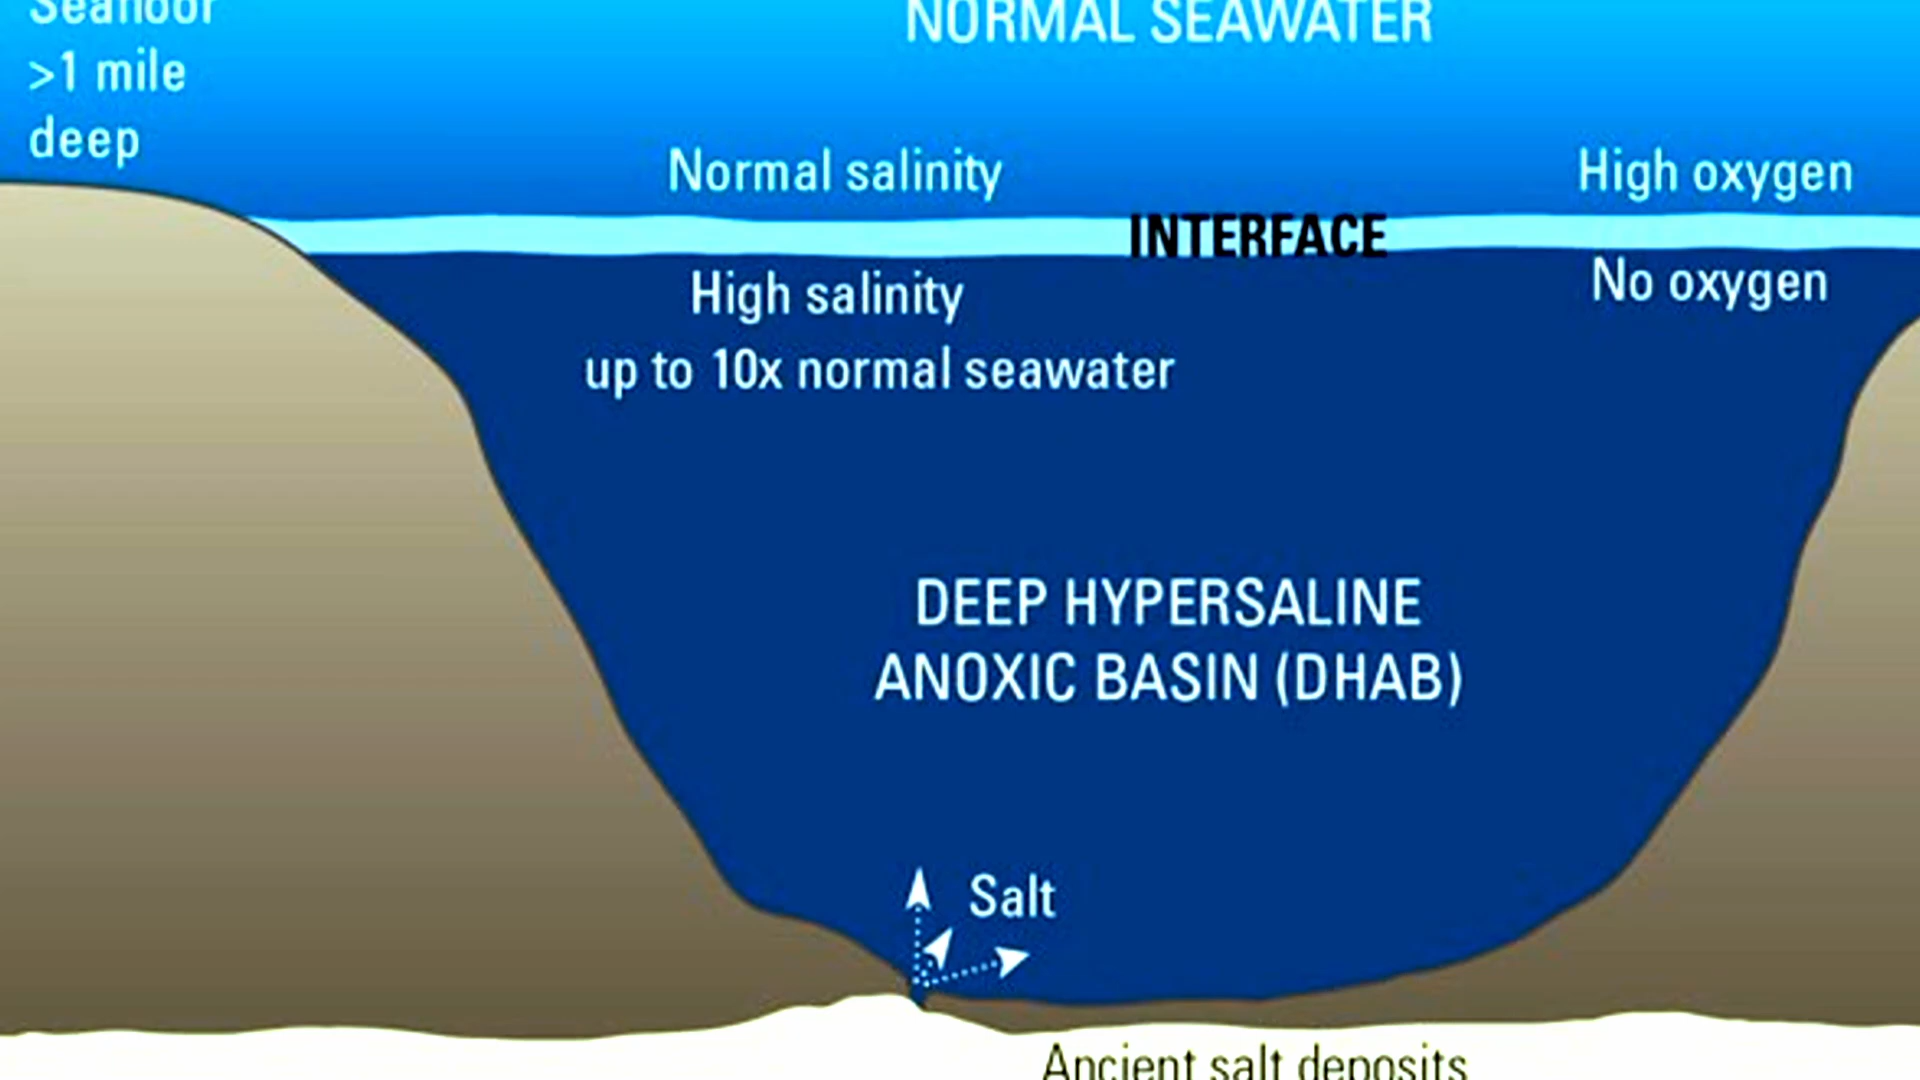 Seafloor
>1 mile
deep
NORMAL SEAWATER
Normal salinity
High oxygen
INTERFACE
High salinity
up to 10x normal seawater
No oxygen
DEEP HYPERSALINE
ANOXIC BASIN (DHAB)
Salt
Ancient salt deposits